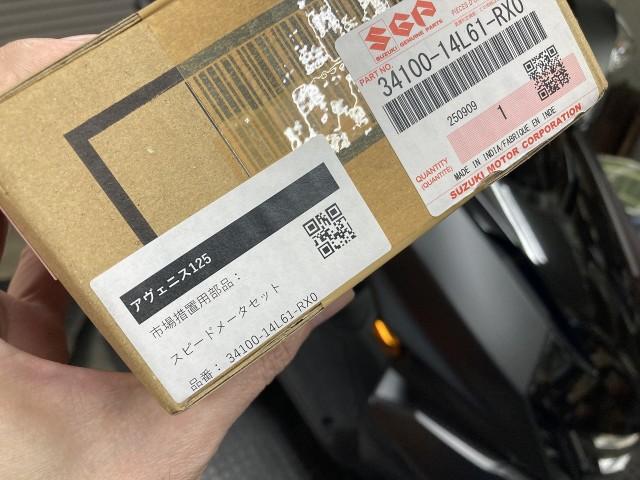 SGP
SUZUKI GENUINE PARTS
PART NO.
34100-14L61-RX0
250909
1
QUANTITY
(QUANTITÉ)
MADE IN INDIA/FABRIQUE EN INDE
SUZUKI MOTOR CORPORATION
アヴェニス125
市場措置用部品：
スピードメータセット
品番：34100-14L61-RX0